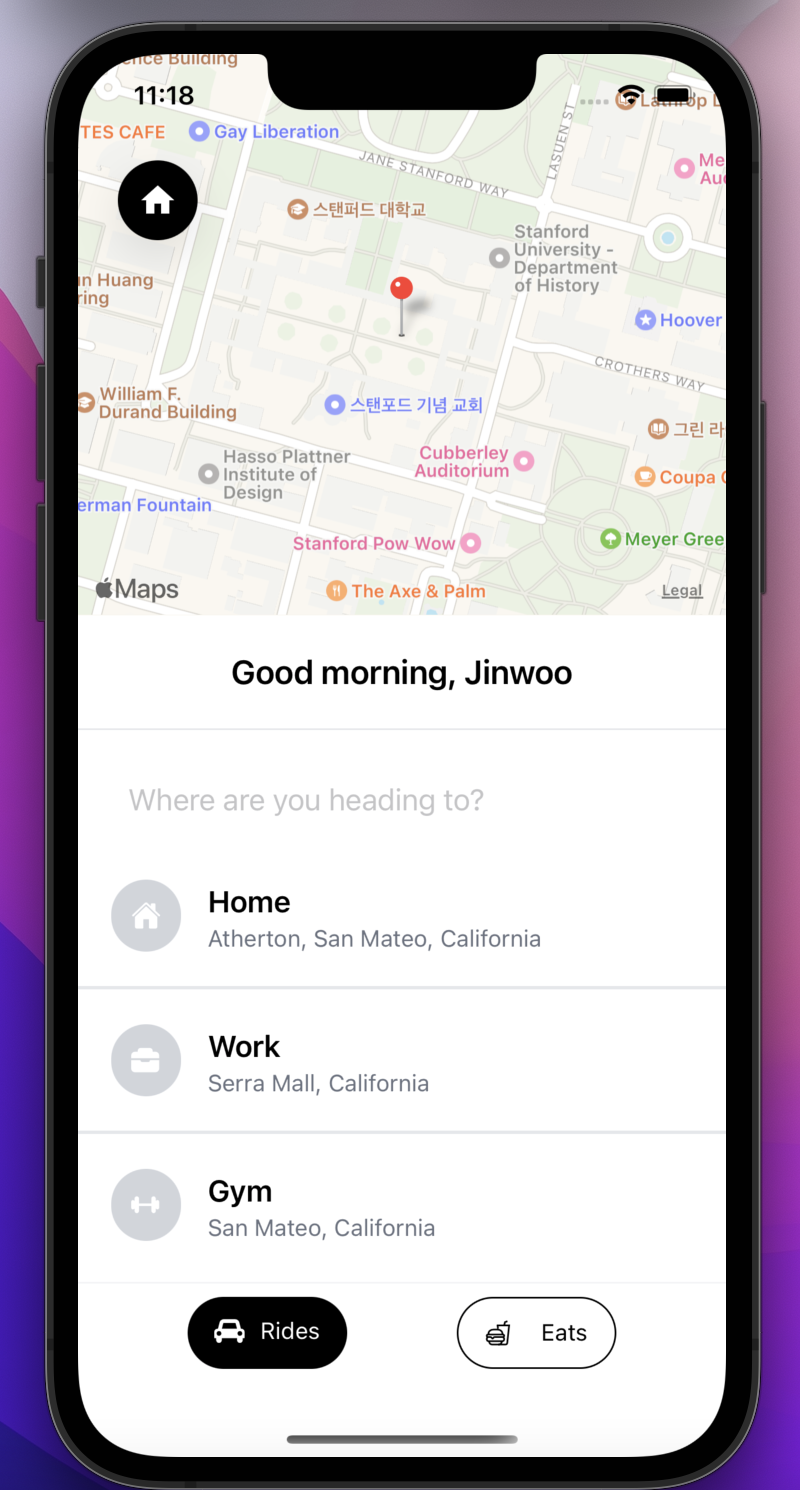 ence Building
11:18
Lathrop L
TES CAFE
Gay Liberation
JANE STANFORD WAY
LASUEN ST
Me
Aud
스탠퍼드 대학교
Stanford
University -
Department
of History
un Huang
ring
Hoover
CROTHERS WAY
William F.
Durand Building
스탠포드 기념 교회
그린 라
Hasso Plattner
Institute of
Design
Cubberley
Auditorium
Coupa C
erman Fountain
Stanford Pow Wow
Meyer Gree
Maps
The Axe & Palm
Legal
Good morning, Jinwoo
Where are you heading to?
Home
Atherton, San Mateo, California
Work
Serra Mall, California
Gym
San Mateo, California
Rides
Eats